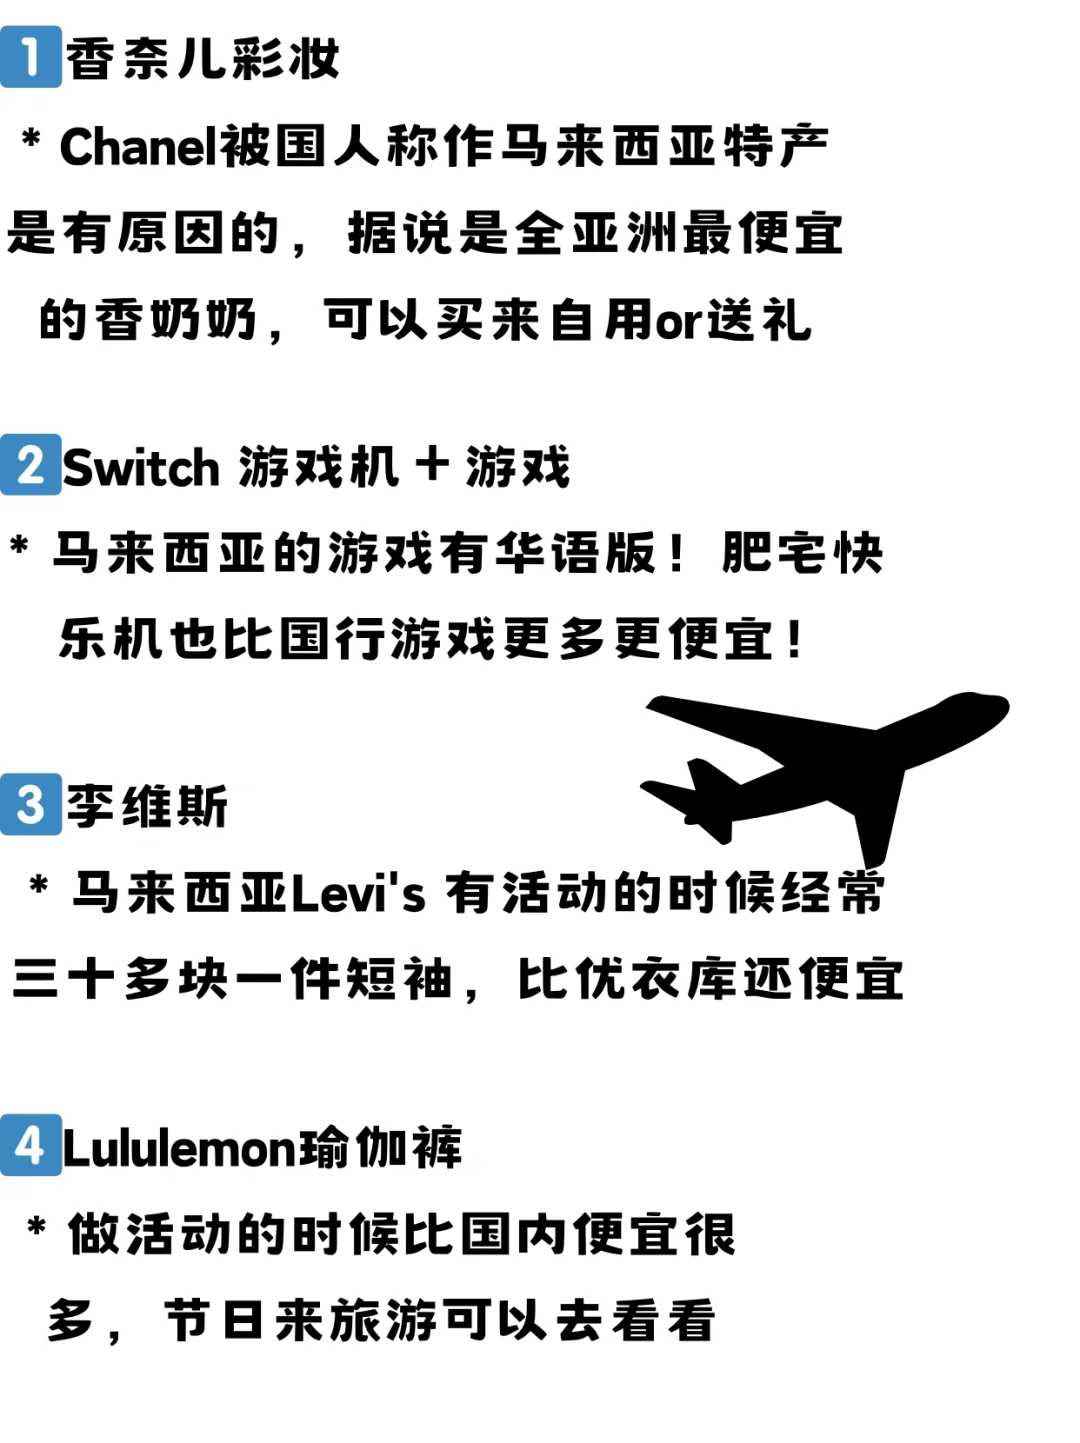 1香奈儿彩妆
* Chanel被国人称作马来西亚特产
是有原因的，据说是全亚洲最便宜
的香奶奶，可以买来自用or送礼
2Switch 游戏机＋游戏
* 马来西亚的游戏有华语版！肥宅快
乐机也比国行游戏更多更便宜！
3李维斯
* 马来西亚Levi's 有活动的时候经常
三十多块一件短袖，比优衣库还便宜
4Lululemon瑜伽裤
* 做活动的时候比国内便宜很
多，节日来旅游可以去看看